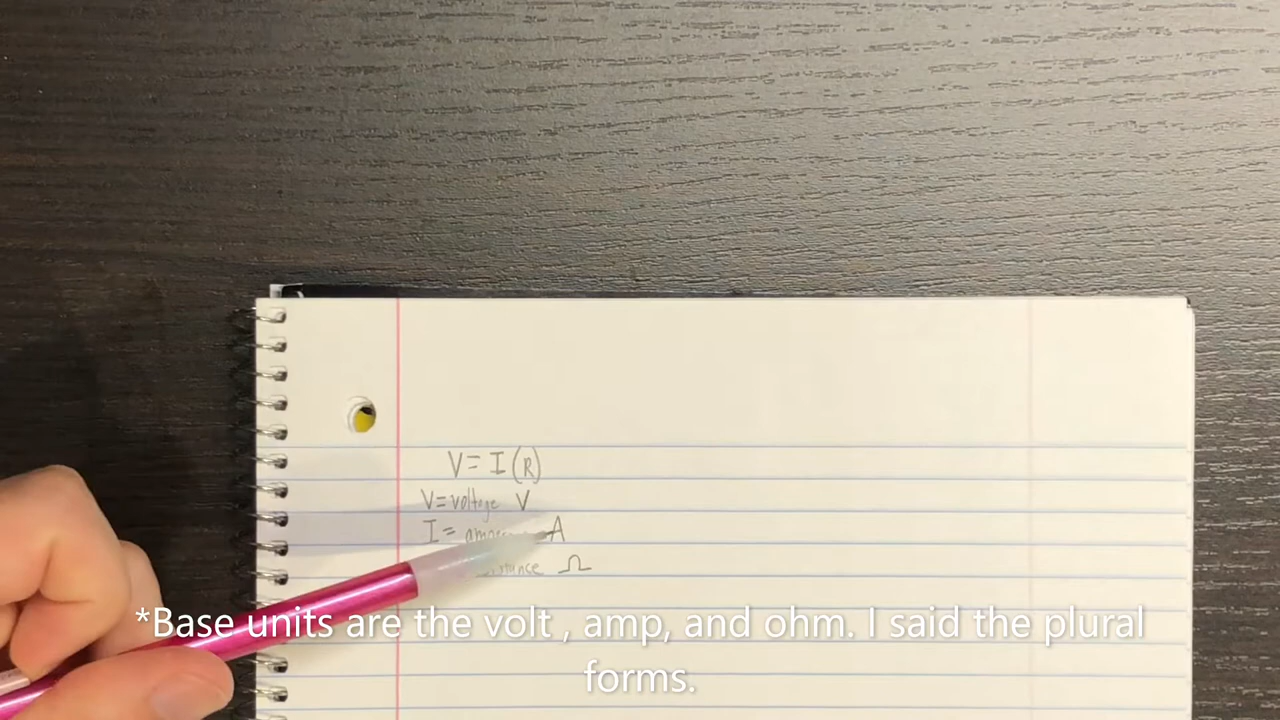 V= I(R)
V=voltage V
I= A
Ω
*Base units are the volt , amp, and ohm. I said the plural
forms.